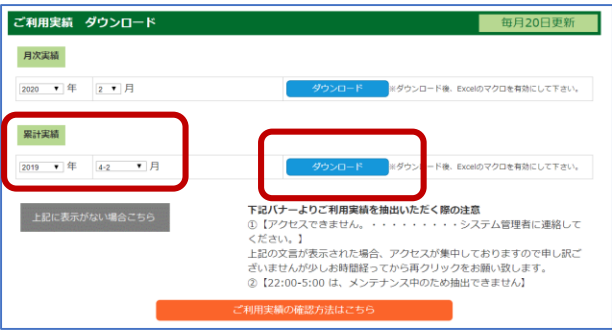 ご利用実績 ダウンロード 毎月20日更新
月次実績
2020 年 2 月 ダウンロード ※ダウンロード後、Excelのマクロを有効にして下さい。
累計実績
2019 年 4-2 月 ダウンロード ※ダウンロード後、Excelのマクロを有効にして下さい。
上記に表示がない場合こちら
下記バナーよりご利用実績を抽出いただく際の注意
①【アクセスできません。・・・・・・・・・システム管理者に連絡して
ください。】
上記の文言が表示された場合、アクセスが集中しておりますので申し訳ご
ざいませんが少しお時間経ってから再クリックをお願い致します。
②【22:00-5:00 は、メンテナンス中のため抽出できません】
ご利用実績の確認方法はこちら